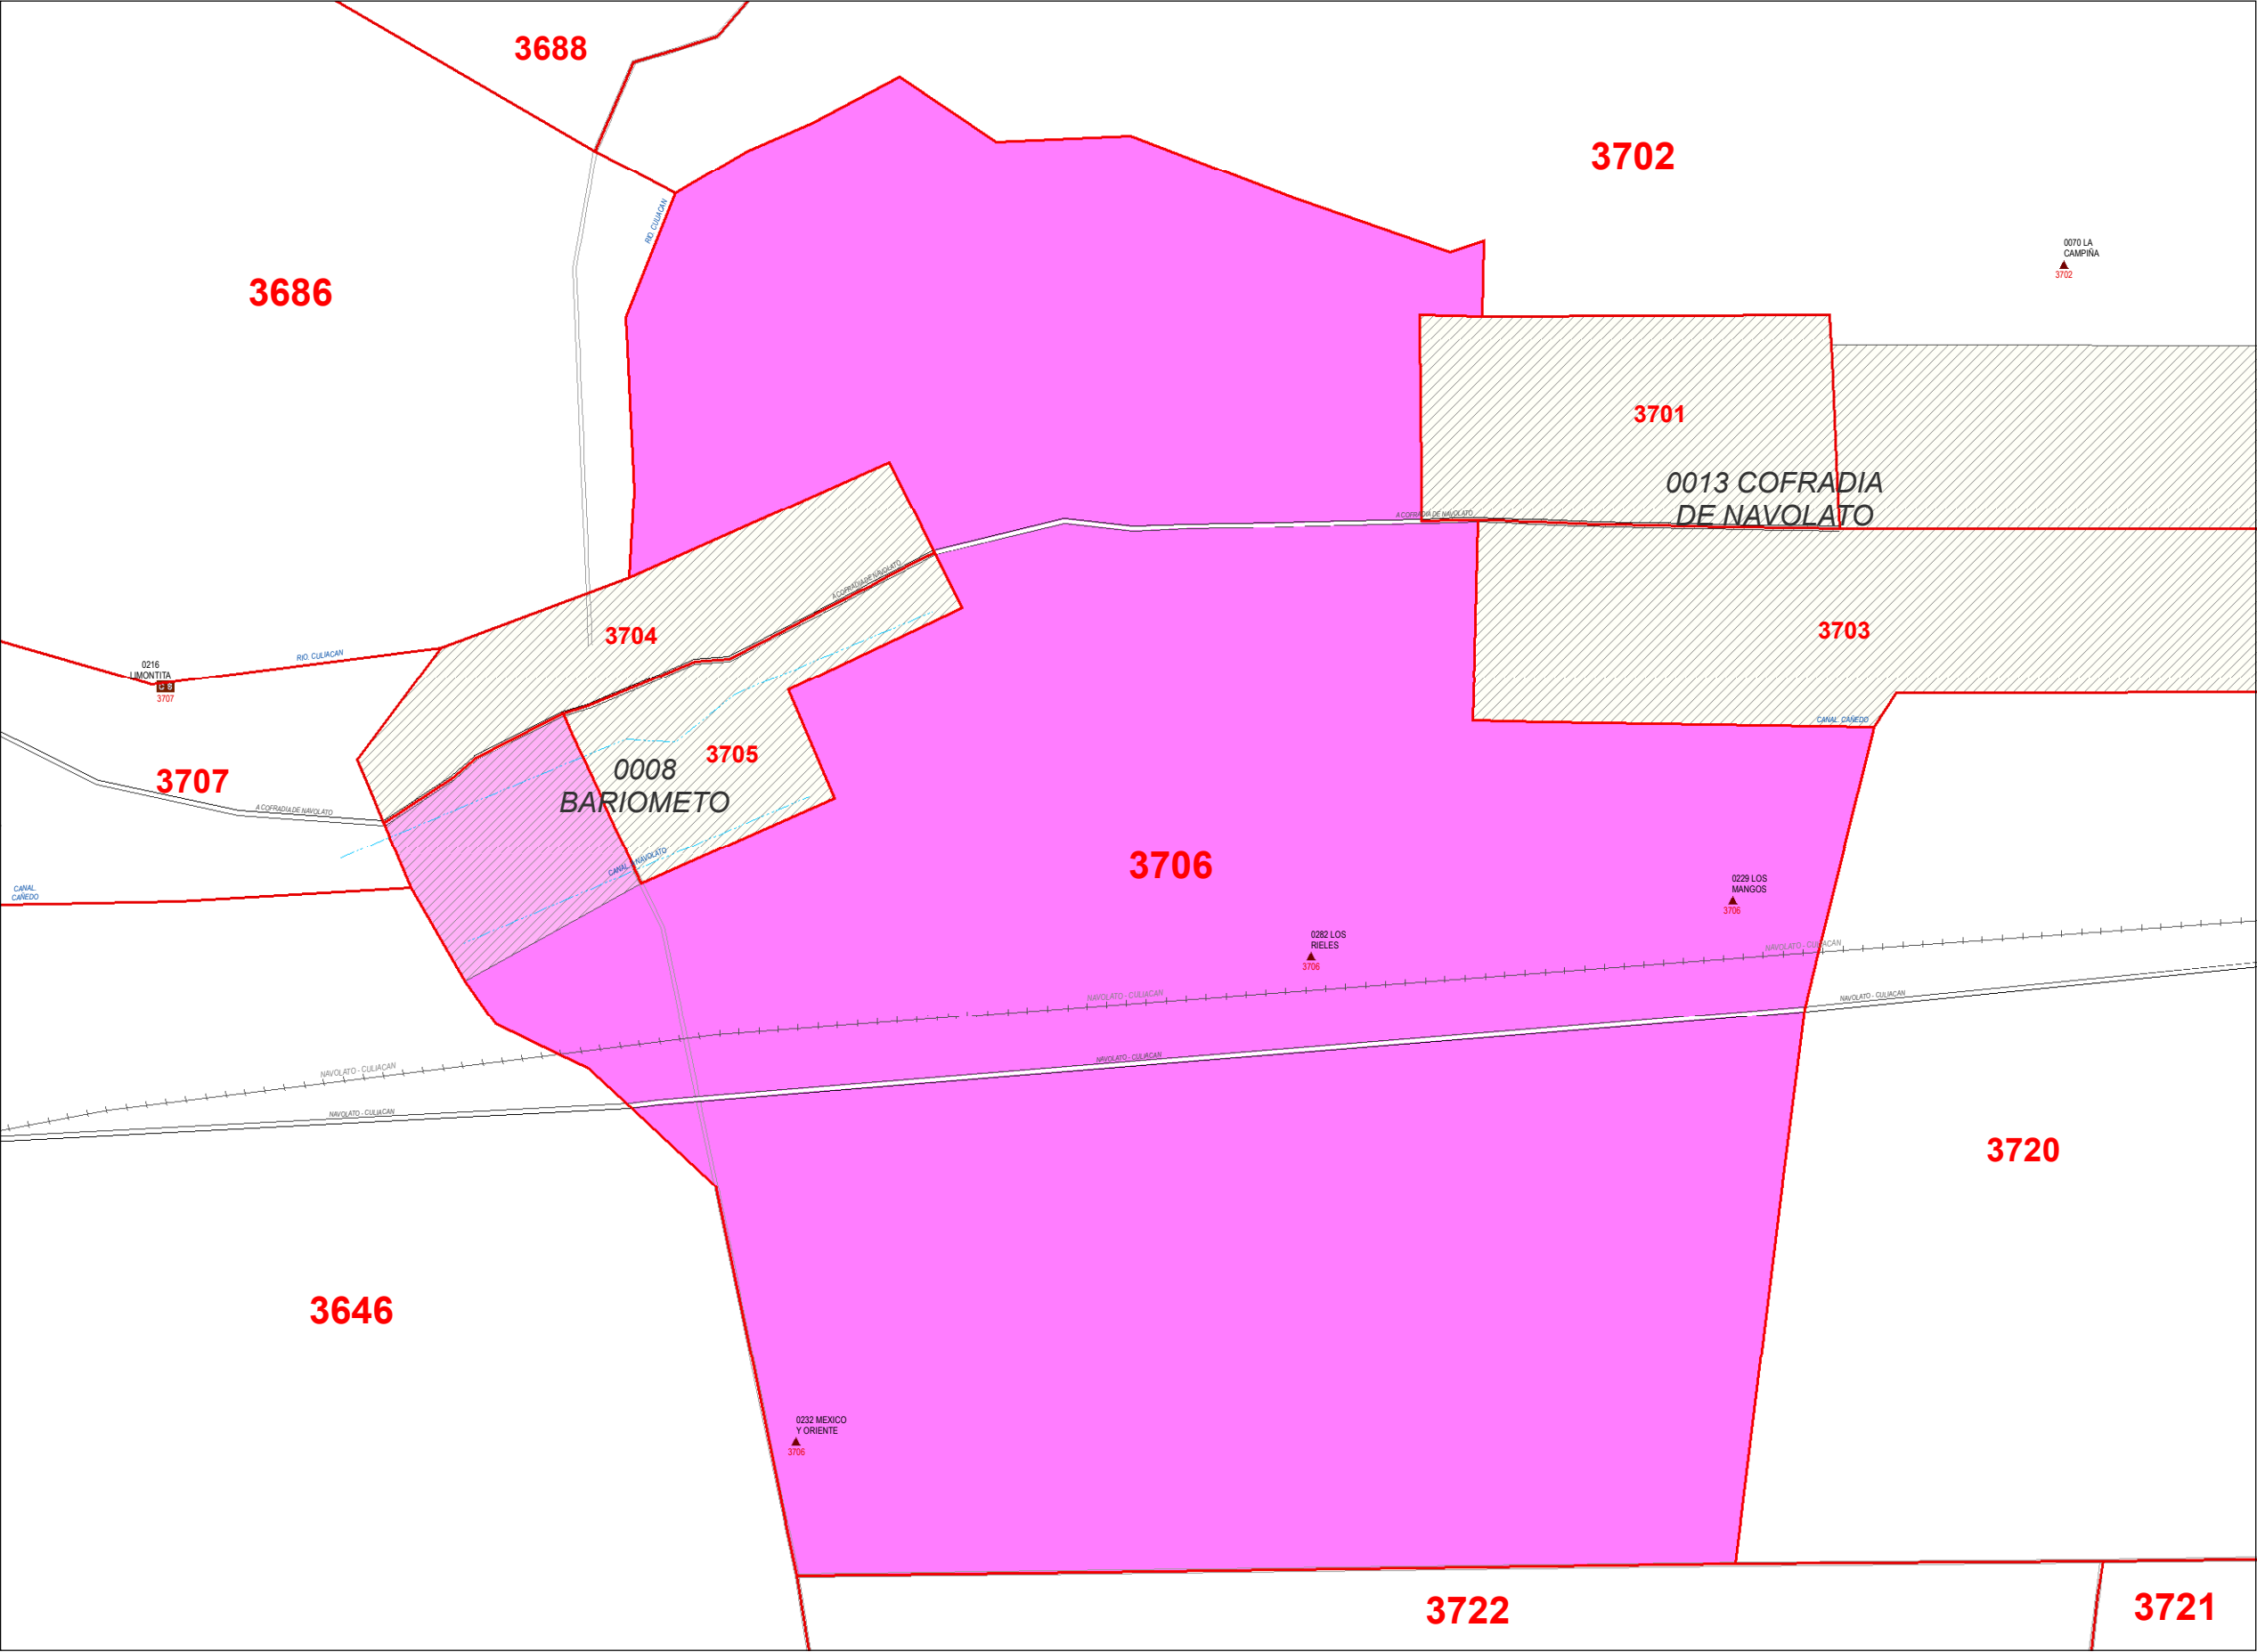 3688
3702
RIO. CULIACAN
0070 LA
CAMPIÑA
3702
3686
3701
0013 COFRADIA
DE NAVOLATO
A COFRADIA DE NAVOLATO
A COFRADIA DE NAVOLATO
3704
3703
RIO. CULIACAN
0216
LIMONTITA
3707
CANAL. CAÑEDO
3705
0008
BARIOMETO
3707
A COFRADIA DE NAVOLATO
CANAL. NAVOLATO
3706
CANAL.
CAÑEDO
0229 LOS
MANGOS
3706
0282 LOS
RIELES
3706
NAVOLATO - CULIACAN
NAVOLATO - CULIACAN
NAVOLATO - CULIACAN
NAVOLATO - CULIACAN
NAVOLATO - CULIACAN
NAVOLATO - CULIACAN
3720
3646
0232 MEXICO
Y ORIENTE
3706
3722
3721